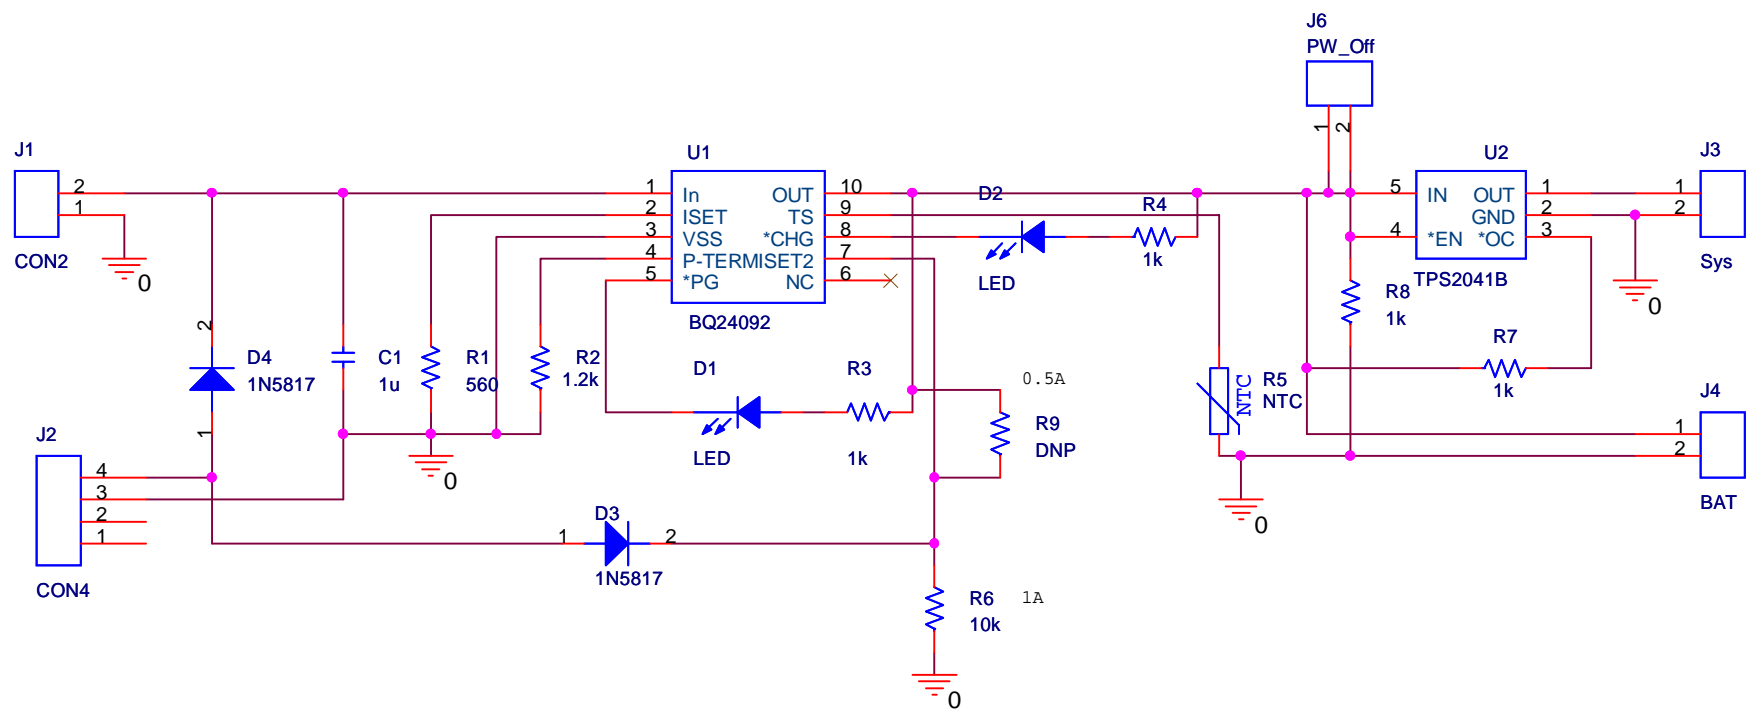 J6
PW_Off
1
2
J1
2
1
CON2
0
U1
1
In
OUT
10
2
ISET
TS
9
3
VSS
*CHG
8
4
P-TERMISET2
7
5
*PG
NC
6
BQ24092
D2
LED
R4
1k
U2
5
IN
OUT
1
GND
2
4
*EN
*OC
3
TPS2041B
J3
1
2
Sys
0
R8
1k
R7
1k
2
D4
1N5817
1
C1
1u
R1
560
R2
1.2k
D1
LED
R3
1k
0.5A
R9
DNP
NTC
R5
NTC
J4
1
2
BAT
0
0
J2
4
3
2
1
CON4
D3
1
2
1N5817
R6
10k
1A
0